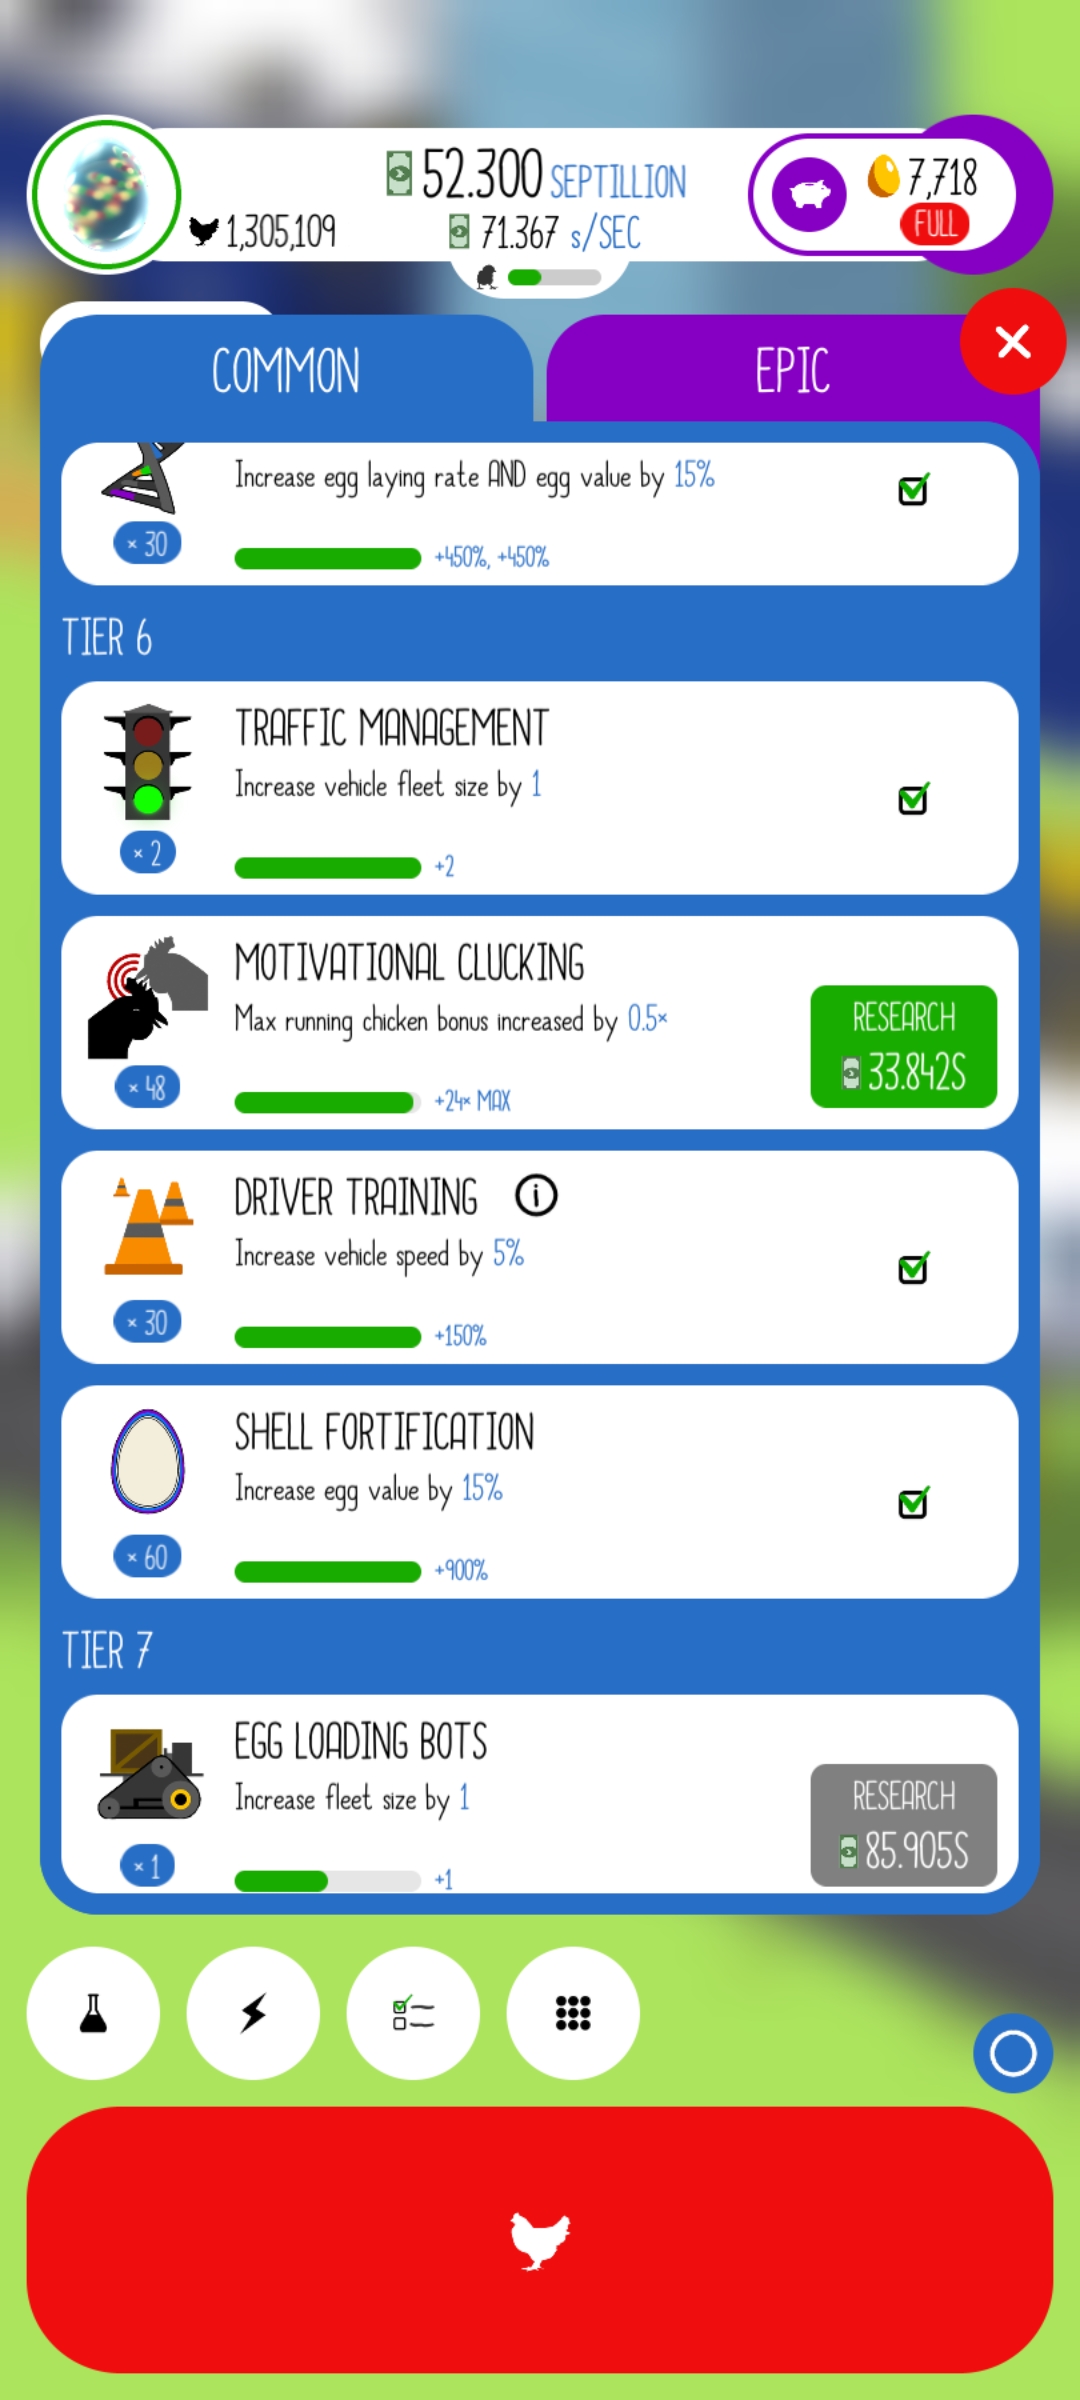 52.300 SEPTILLION
1,305,109
71.367 s/SEC
7,718
FULL
COMMON
EPIC
Increase egg laying rate AND egg value by 15%
× 30
+450%, +450%
TIER 6
TRAFFIC MANAGEMENT
Increase vehicle fleet size by 1
× 2
+2
MOTIVATIONAL CLUCKING
Max running chicken bonus increased by 0.5×
RESEARCH
33.842S
× 48
+24× MAX
DRIVER TRAINING i
Increase vehicle speed by 5%
× 30
+150%
SHELL FORTIFICATION
Increase egg value by 15%
× 60
+900%
TIER 7
EGG LOADING BOTS
Increase fleet size by 1
RESEARCH
85.905S
× 1
+1